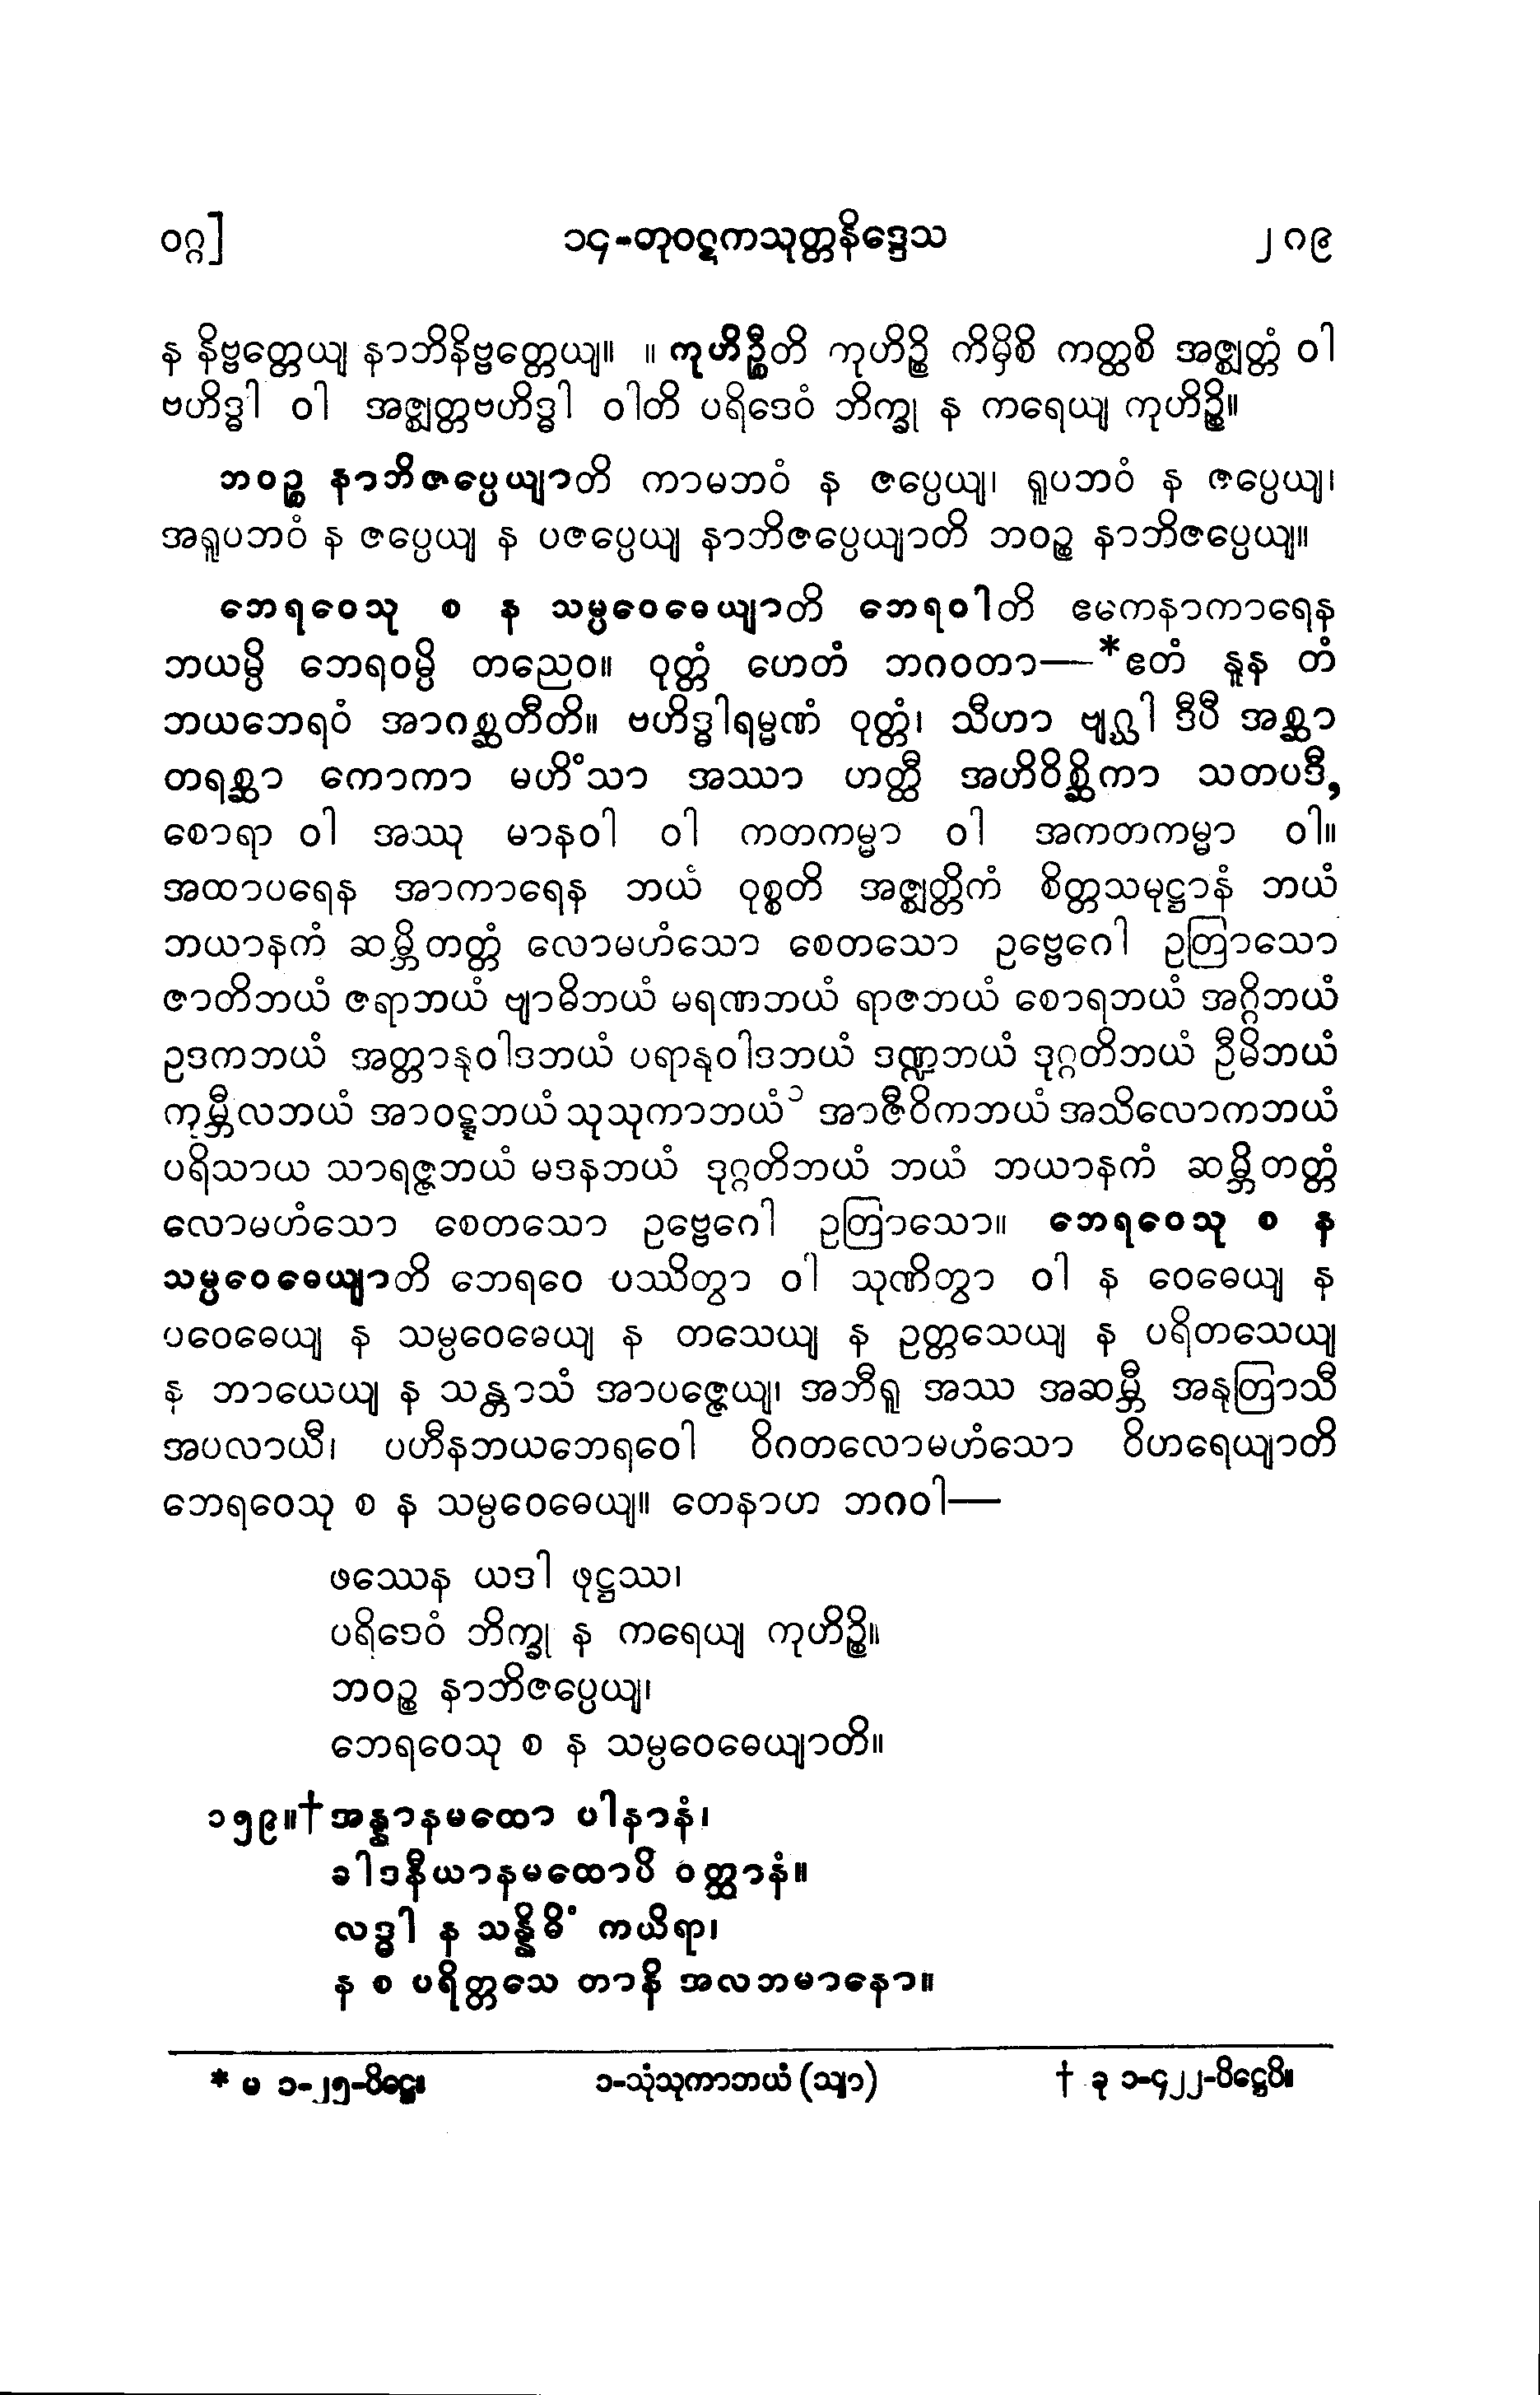 ဝဂ္ဂ] ၁၄-တုဝဋကသုတ္တနိဒ္ဒေသ ၂၈၉
န နိဗ္ဗတ္တေယျ နာဘိနိဗ္ဗတ္တေယျ။ ။ ကုဟိဉ္စီတိ ကုဟိဉ္စိ ကိမှိစိ ကတ္ထစိ အဇ္ဈတ္တံ ဝါ
ဗဟိဒ္ဓါ ဝါ အဇ္ဈတ္တဗဟိဒ္ဓါ ဝါတိ ပရိဒေဝံ ဘိက္ခု န ကရေယျ ကုဟိဉ္စိ။
ဘဝဉ္စ နာဘိဇပ္ပေယျာတိ ကာမဘဝံ န ဇပ္ပေယျ၊ ရူပဘဝံ န ဇပ္ပေယျ၊
အရူပဘဝံ န ဇပ္ပေယျ န ပဇပ္ပေယျ နာဘိဇပ္ပေယျာတိ ဘဝဉ္စ နာဘိဇပ္ပေယျ။
ဘေရဝေသု စ န သမ္ပဝေဓေယျာတိ ဘေရဝါတိ ဧကေနာကာရေန
ဘယမ္ပိ ဘေရဝမ္ပိ တညေဝ။ ဝုတ္တံ ဟေတံ ဘဂဝတာ—*ဧတံ နူန တံ
ဘယဘေရဝံ အာဂစ္ဆတီတိ။ ဗဟိဒ္ဓါရမ္မဏံ ဝုတ္တံ၊ သီဟာ ဗျဂ္ဃါ ဒီပီ အစ္ဆာ
တရစ္ဆာ ကောကာ မဟိံသာ အဿာ ဟတ္ထီ အဟိဝိစ္ဆိကာ သတပဒီ,
စောရာ ဝါ အဿု မာနဝါ ဝါ ကတကမ္မာ ဝါ အကတကမ္မာ ဝါ။
အထာပရေန အာကာရေန ဘယံ ဝုစ္စတိ အဇ္ဈတ္တိကံ စိတ္တသမုဋ္ဌာနံ ဘယံ
ဘယာနကံ ဆမ္ဘိတတ္တံ လောမဟံသော စေတသော ဥဗ္ဗေဂေါ ဥတြာသော
ဇာတိဘယံ ဇရာဘယံ ဗျာဓိဘယံ မရဏဘယံ ရာဇဘယံ စောရဘယံ အဂ္ဂိဘယံ
ဥဒကဘယံ အတ္တာနုဝါဒဘယံ ပရာနုဝါဒဘယံ ဒဏ္ဍဘယံ ဒုဂ္ဂတိဘယံ ဦမိဘယံ
ကုမ္ဘီလဘယံ အာဝဋ္ဋဘယံ သုသုကာဘယံ၁ အာဇီဝိကဘယံ အသိလောကဘယံ
ပရိသာယ သာရဇ္ဇဘယံ မဒနဘယံ ဒုဂ္ဂတိဘယံ ဘယံ ဘယာနကံ ဆမ္ဘိတတ္တံ
လောမဟံသော စေတသော ဥဗ္ဗေဂေါ ဥတြာသော။ ဘေရဝေသု စ န
သမ္ပဝေဓေယျာတိ ဘေရဝေ ပဿိတွာ ဝါ သုဏိတွာ ဝါ န ဝေဓေယျ န
ပဝေဓေယျ န သမ္ပဝေဓေယျ န တသေယျ န ဥတ္တသေယျ န ပရိတသေယျ
န ဘာယေယျ န သန္တာသံ အာပဇ္ဇေယျ၊ အဘီရူ အဿ အဆမ္ဘီ အနုတြာသီ
အပလာယီ၊ ပဟီနဘယဘေရဝေါ ဝိဂတလောမဟံသော ဝိဟရေယျာတိ
ဘေရဝေသု စ န သမ္ပဝေဓေယျ။ တေနာဟ ဘဂဝါ—
ဖဿေန ယဒါ ဖုဋ္ဌဿ၊
ပရိဒေဝံ ဘိက္ခု န ကရေယျ ကုဟိဉ္စိ။
ဘဝဉ္စ နာဘိဇပ္ပေယျ၊
ဘေရဝေသု စ န သမ္ပဝေဓေယျာတိ။
၁၅၉။†အန္နာနမထော ပါနာနံ၊
ခါဒနီယာနမထောပိ ဝတ္ထာနံ။
လဒ္ဓါ န သန္နိဓိံ ကယိရာ၊
န စ ပရိတ္တသေ တာနိ အလဘမာနော။
* မ ၁-၂၅-ပိဋ္ဌေ။ ၁-သုံသုကာဘယံ (သျာ) † ခု ၁-၄၂၂-ပိဋ္ဌေပိ။